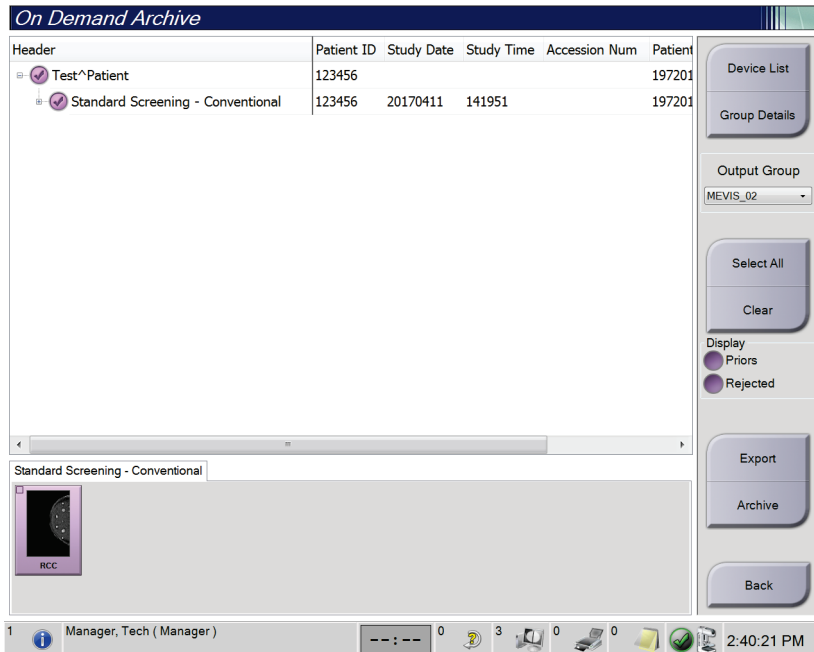 On Demand Archive
Header Patient ID Study Date Study Time Accession Num Patient
Test^Patient 123456 197201
Standard Screening - Conventional 123456 20170411 141951 197201
Device List
Group Details
Output Group
MEVIS_02
Select All
Clear
Display
Priors
Rejected
Export
Archive
Back
Standard Screening - Conventional
RCC
1 Manager, Tech ( Manager ) --:-- 0 3 0 0 2:40:21 PM